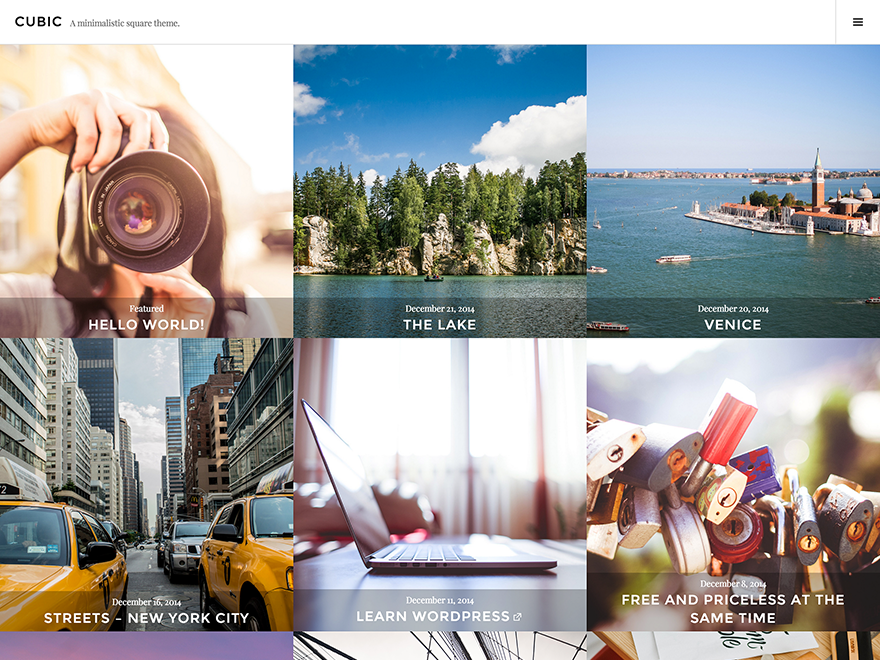 CUBIC A minimalistic square theme.
Featured
HELLO WORLD!
December 21, 2014
THE LAKE
December 20, 2014
VENICE
December 16, 2014
STREETS – NEW YORK CITY
December 11, 2014
LEARN WORDPRESS
December 8, 2014
FREE AND PRICELESS AT THE
SAME TIME